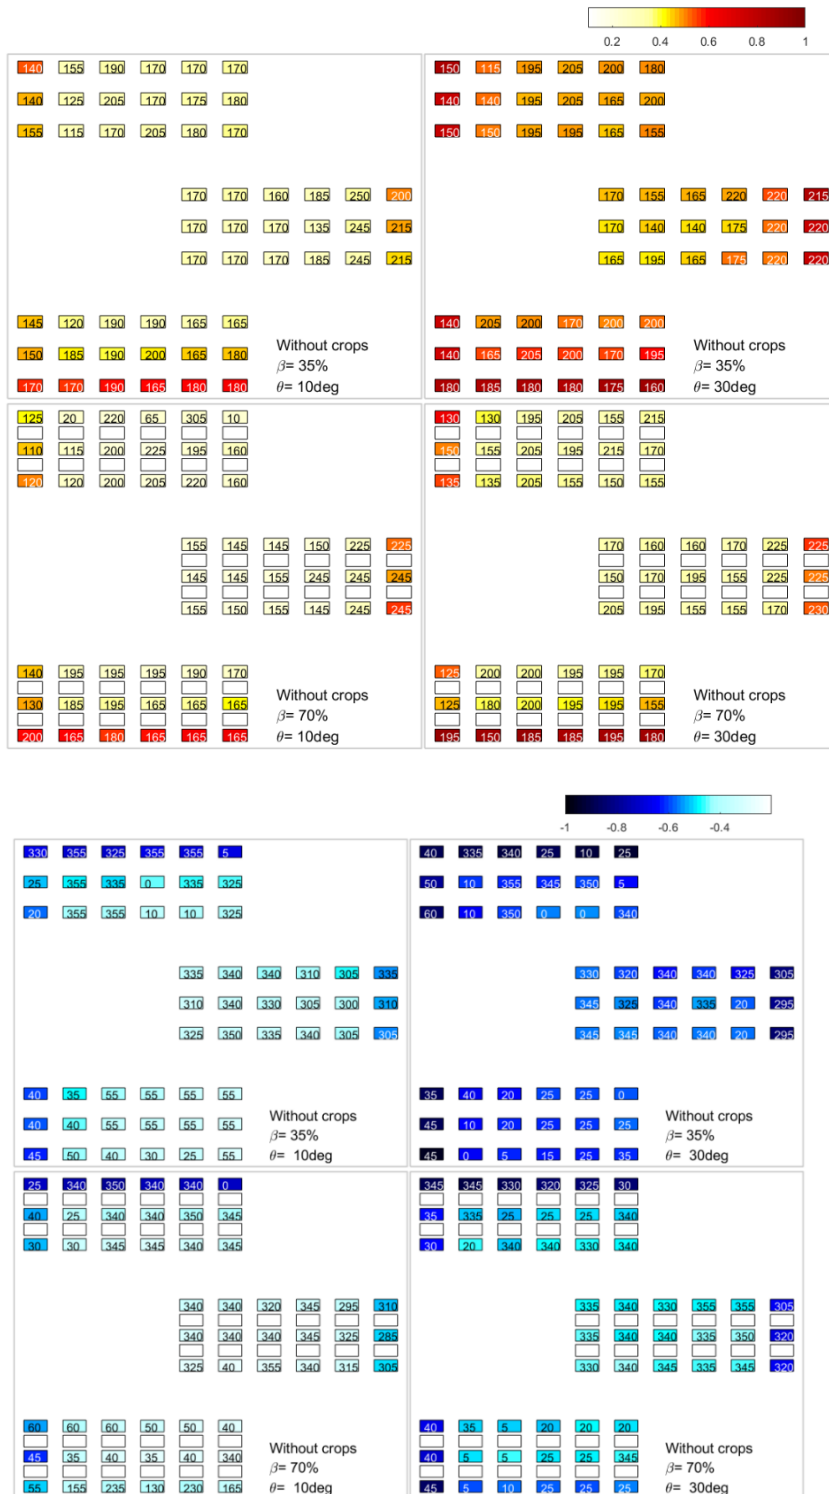 0.2 0.4 0.6 0.8 1
140 155 190 170 170 170
150 115 195 205 200 180
140 125 205 170 175 180
140 140 195 205 165 200
155 115 170 205 180 170
150 150 195 195 165 155
170 170 160 185 250 200
170 155 165 220 220 215
170 170 170 135 245 215
170 140 140 175 220 220
170 170 170 185 245 215
165 195 165 175 220 220
145 120 190 190 165 165
140 205 200 170 200 200
Without crops
Without crops
150 185 190 200 165 180
β= 35%
140 165 205 200 170 195
β= 35%
170 170 190 165 180 180
θ= 10deg
180 185 180 180 175 160
θ= 30deg
125 20 220 65 305 10
130 130 195 205 155 215
110 115 200 225 195 160
150 155 205 195 215 170
120 120 200 205 220 160
135 135 205 155 150 155
155 145 145 150 225 225
170 160 160 170 225 225
145 145 155 245 245 245
150 170 195 155 225 225
155 150 155 145 245 245
205 195 155 155 170 230
140 195 195 195 190 170
125 200 200 195 195 170
Without crops
Without crops
130 185 195 165 165 165
β= 70%
125 180 200 195 195 155
β= 70%
200 165 180 165 165 165
θ= 10deg
195 150 185 185 195 180
θ= 30deg
-1 -0.8 -0.6 -0.4
330 355 325 355 355 5
40 335 340 25 10 25
25 355 335 0 335 325
50 10 355 345 350 5
20 355 355 10 10 325
60 10 350 0 0 340
335 340 340 310 305 335
330 320 340 340 325 305
310 340 330 305 300 310
345 325 340 335 20 295
325 350 335 340 305 305
345 345 340 340 20 295
40 35 55 55 55 55
35 40 20 25 25 0
Without crops
Without crops
40 40 55 55 55 55
β= 35%
45 10 20 25 25 25
β= 35%
45 50 40 30 25 55
θ= 10deg
45 0 5 15 25 35
θ= 30deg
25 340 350 340 340 0
345 345 330 320 325 30
40 25 340 340 350 345
35 335 25 25 25 340
30 30 345 345 340 345
30 20 340 340 330 340
340 340 320 345 295 310
335 340 330 355 355 305
340 340 340 345 325 285
335 340 340 335 350 320
325 40 355 340 315 305
330 340 345 335 345 320
60 60 60 50 50 40
40 35 5 20 20 20
Without crops
Without crops
45 35 40 35 40 340
β= 70%
40 5 5 25 25 345
β= 70%
55 155 235 130 230 165
θ= 10deg
45 5 10 25 25 25
θ= 30deg